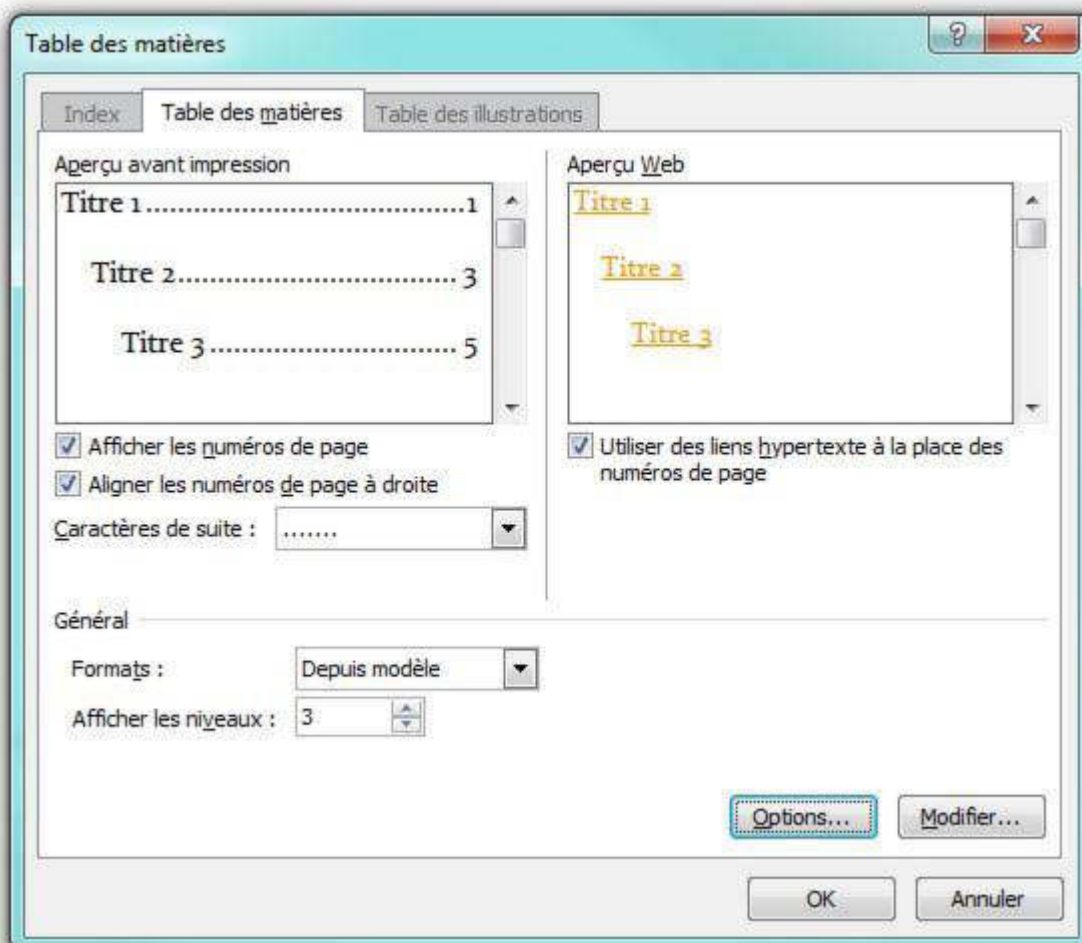 Table des matières
Index
Table des matières
Table des illustrations
Aperçu avant impression
Titre 1........................................1
Titre 2...................................3
Titre 3...............................5
Afficher les numéros de page
Aligner les numéros de page à droite
Caractères de suite :
.......
Aperçu Web
Titre 1
Titre 2
Titre 3
Utiliser des liens hypertexte à la place des
numéros de page
Général
Formats :
Depuis modèle
Afficher les niveaux :
3
Options...
Modifier...
OK
Annuler